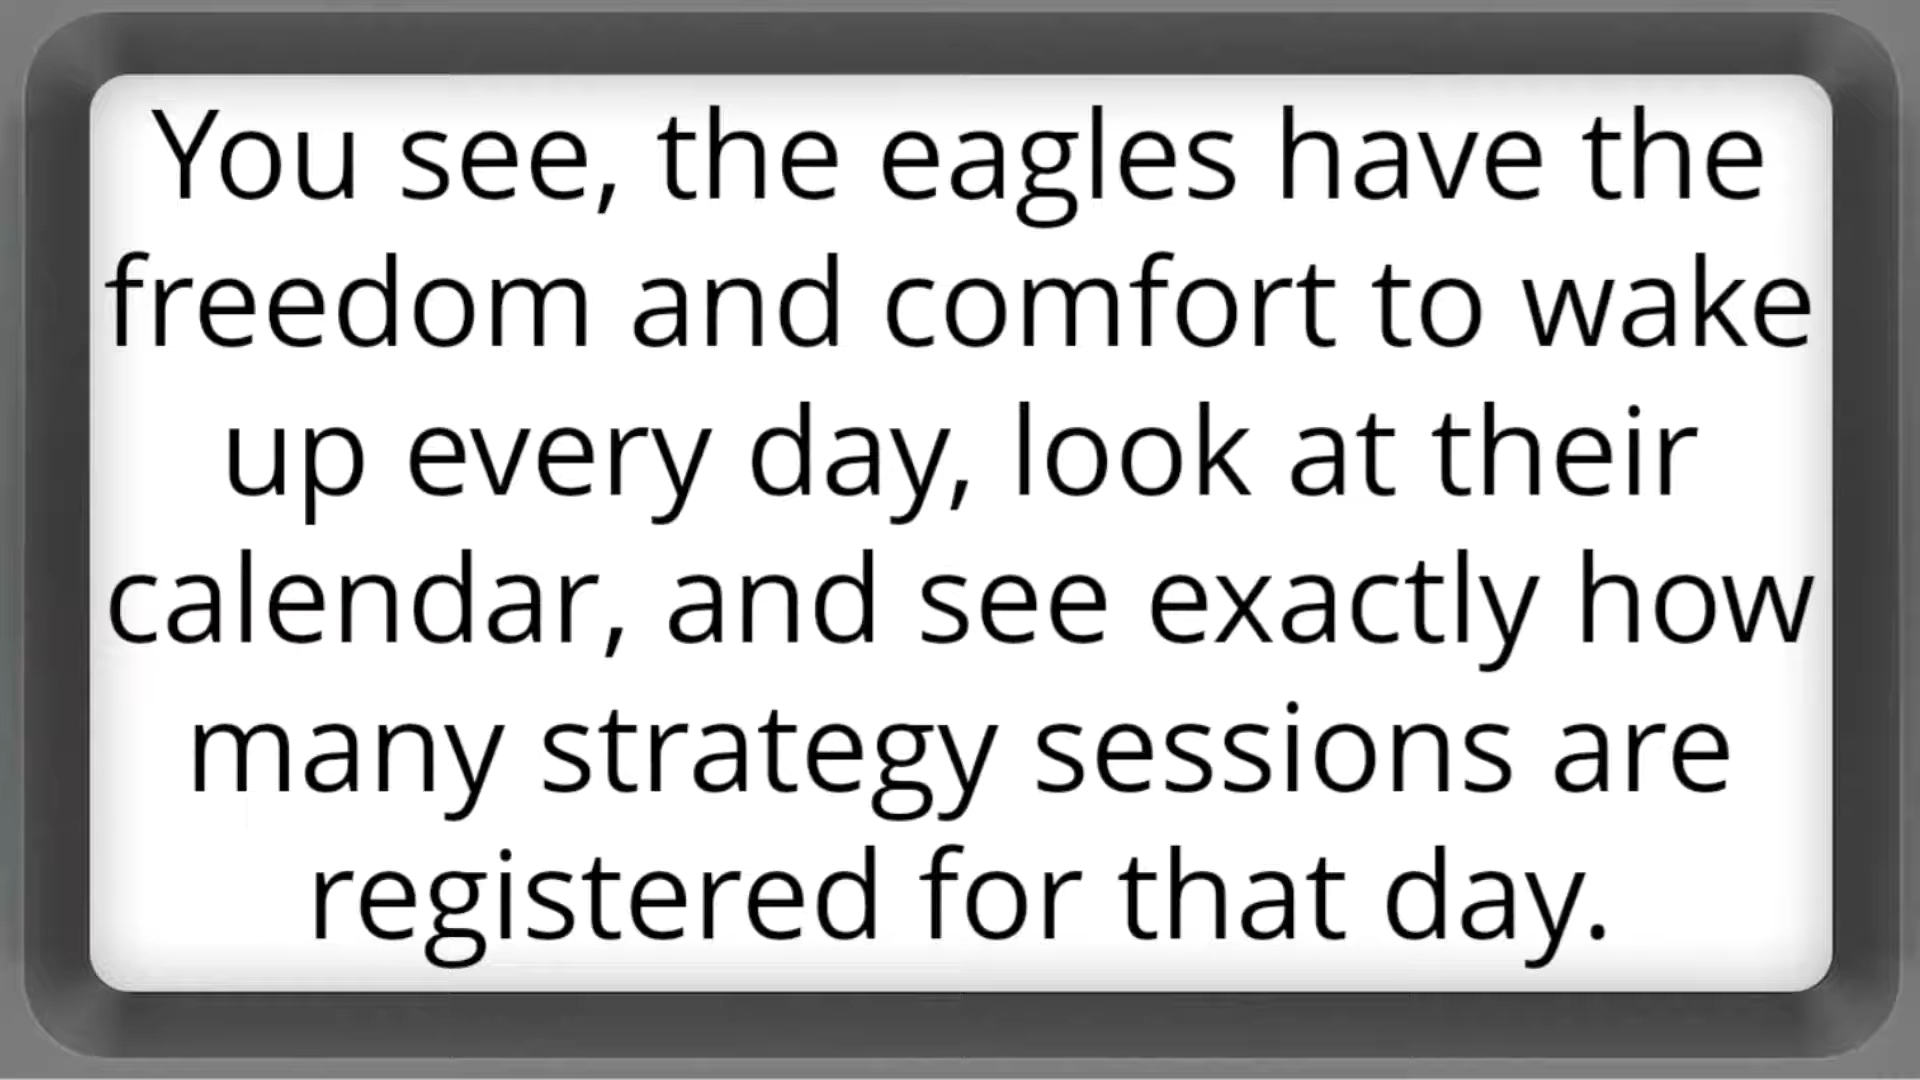 You see, the eagles have the
freedom and comfort to wake
up every day, look at their
calendar, and see exactly how
many strategy sessions are
registered for that day.